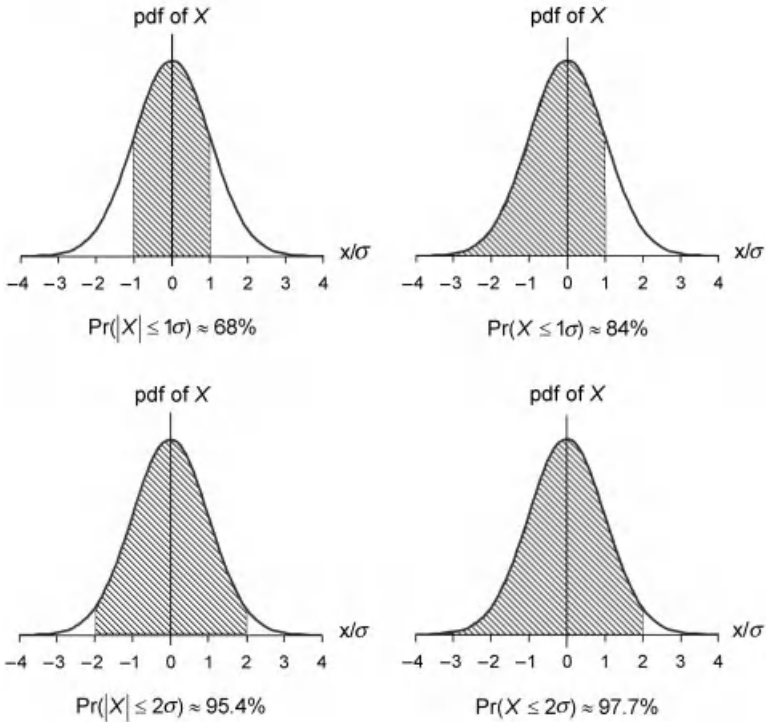 pdf of X
pdf of X
x/σ
x/σ
−4 −3 −2 −1 0 1 2 3 4
−4 −3 −2 −1 0 1 2 3 4
Pr(|X| ≤ 1σ) ≈ 68%
Pr(X ≤ 1σ) ≈ 84%
pdf of X
pdf of X
x/σ
x/σ
−4 −3 −2 −1 0 1 2 3 4
−4 −3 −2 −1 0 1 2 3 4
Pr(|X| ≤ 2σ) ≈ 95.4%
Pr(X ≤ 2σ) ≈ 97.7%